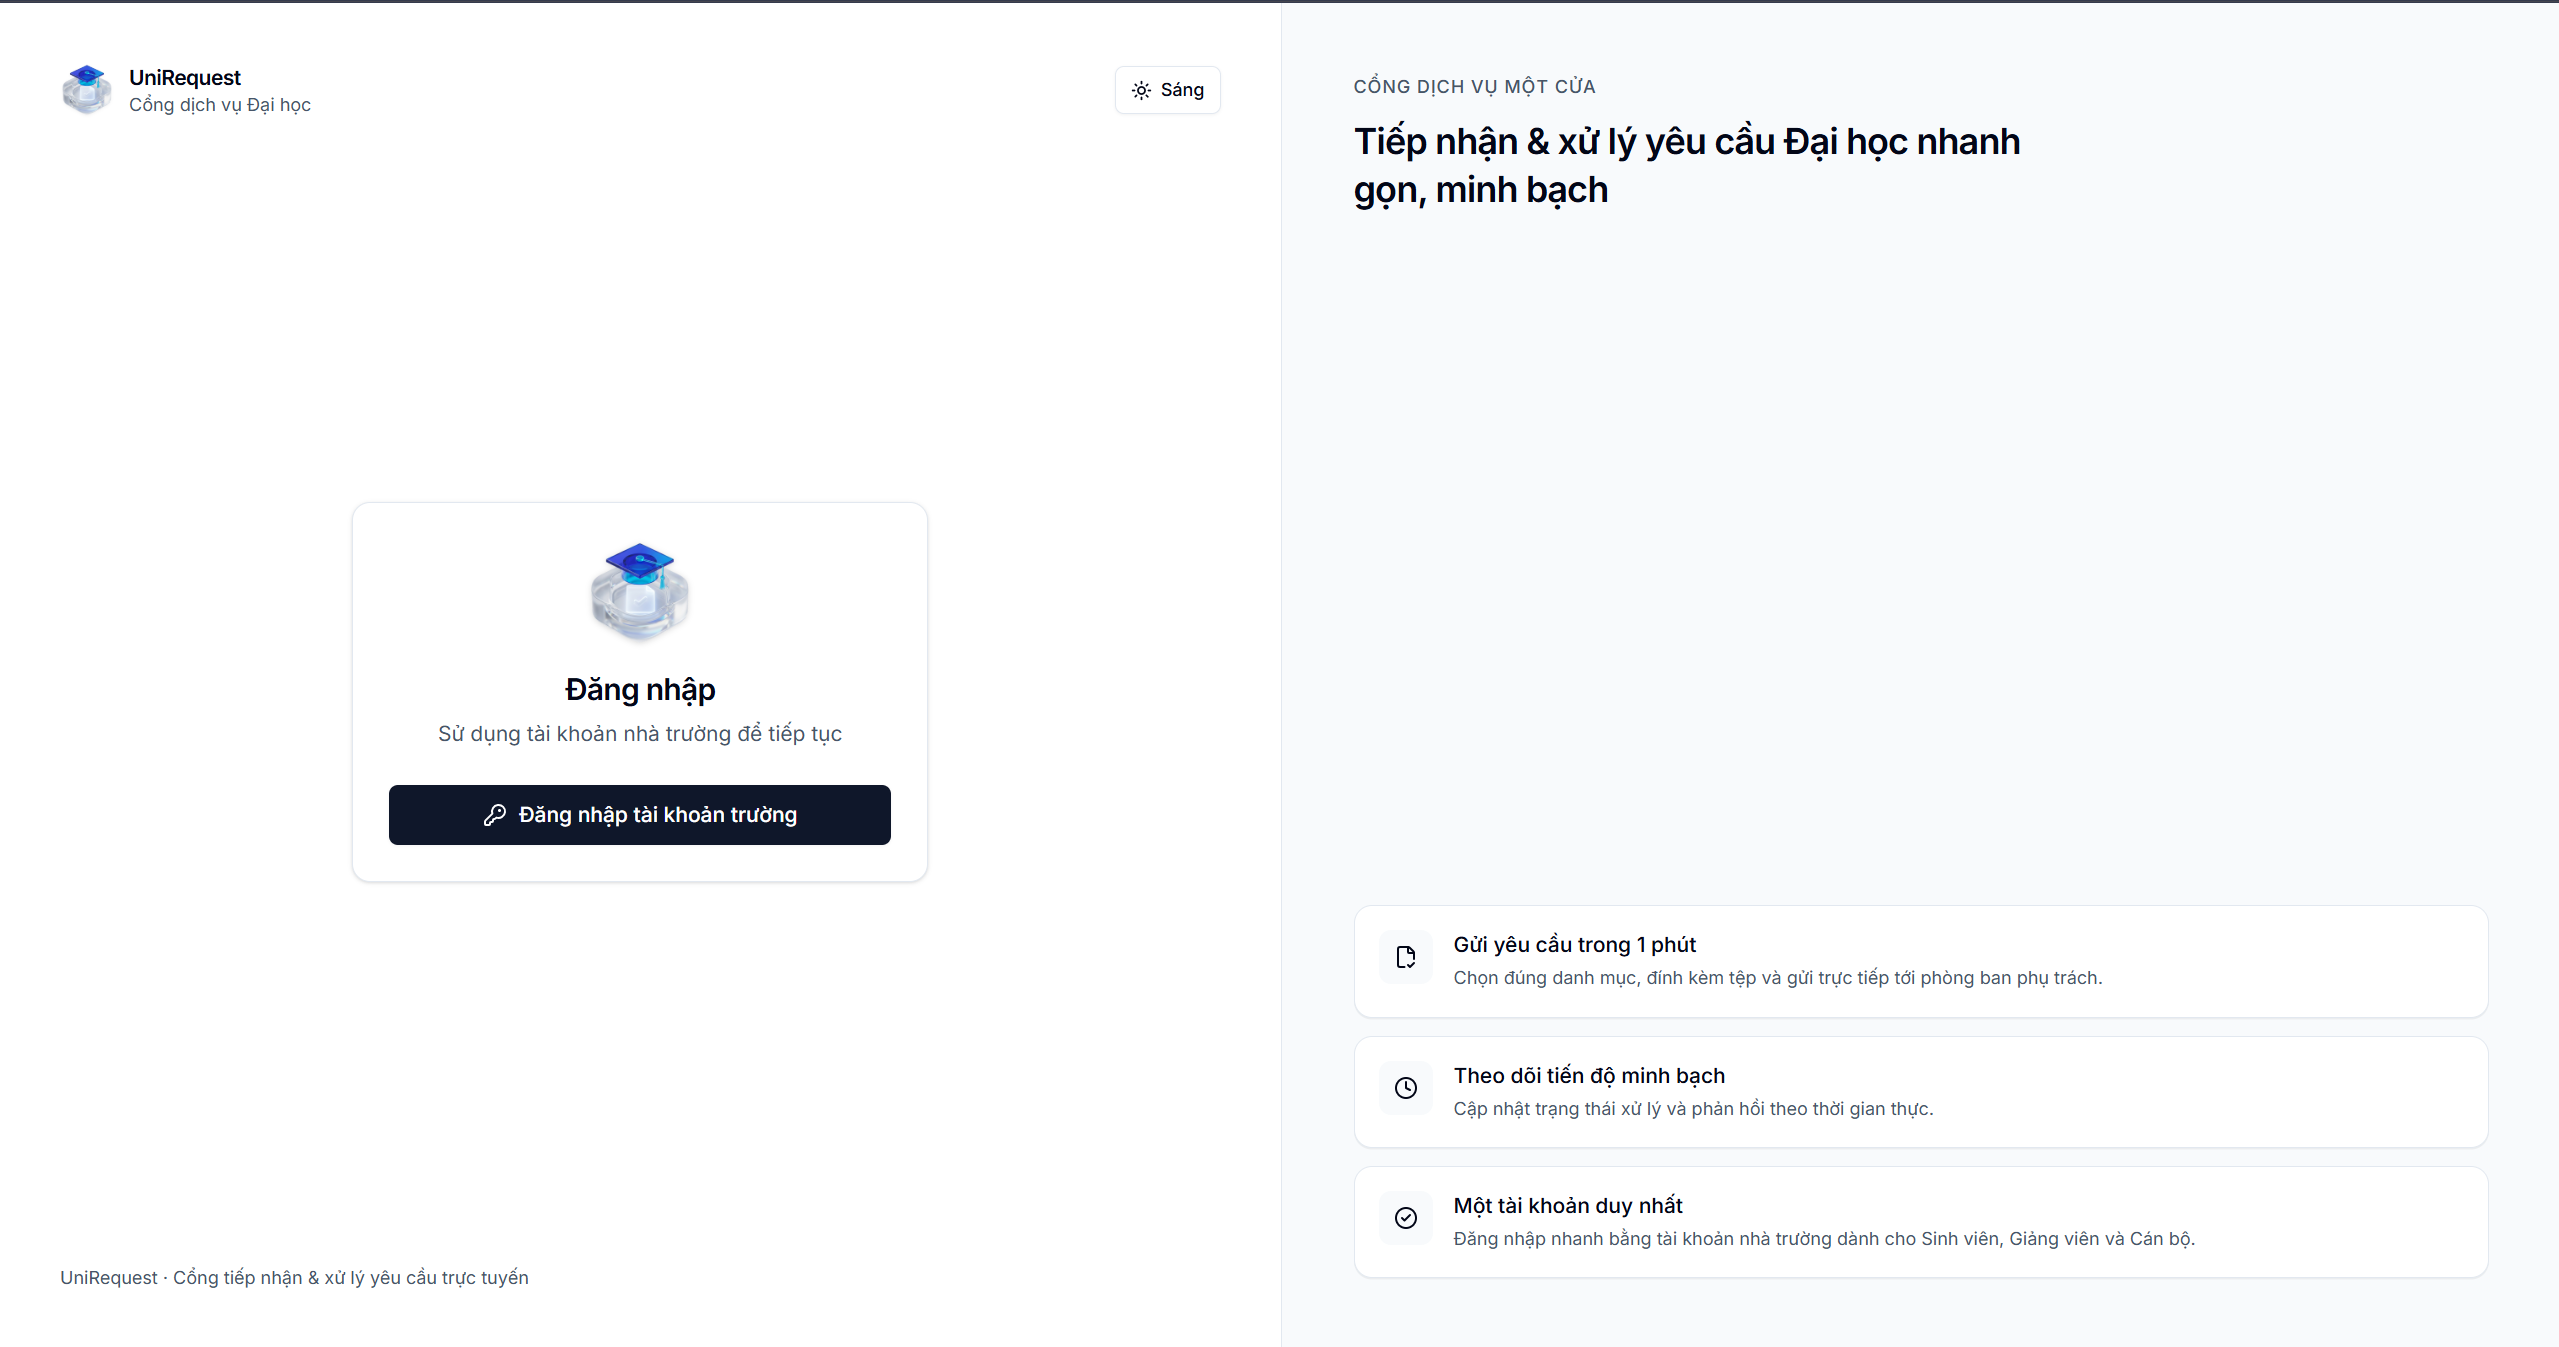 UniRequest
Cổng dịch vụ Đại học
Sáng
Đăng nhập
Sử dụng tài khoản nhà trường để tiếp tục
Đăng nhập tài khoản trường
UniRequest · Cổng tiếp nhận & xử lý yêu cầu trực tuyến
CỔNG DỊCH VỤ MỘT CỬA
Tiếp nhận & xử lý yêu cầu Đại học nhanh
gọn, minh bạch
Gửi yêu cầu trong 1 phút
Chọn đúng danh mục, đính kèm tệp và gửi trực tiếp tới phòng ban phụ trách.
Theo dõi tiến độ minh bạch
Cập nhật trạng thái xử lý và phản hồi theo thời gian thực.
Một tài khoản duy nhất
Đăng nhập nhanh bằng tài khoản nhà trường dành cho Sinh viên, Giảng viên và Cán bộ.